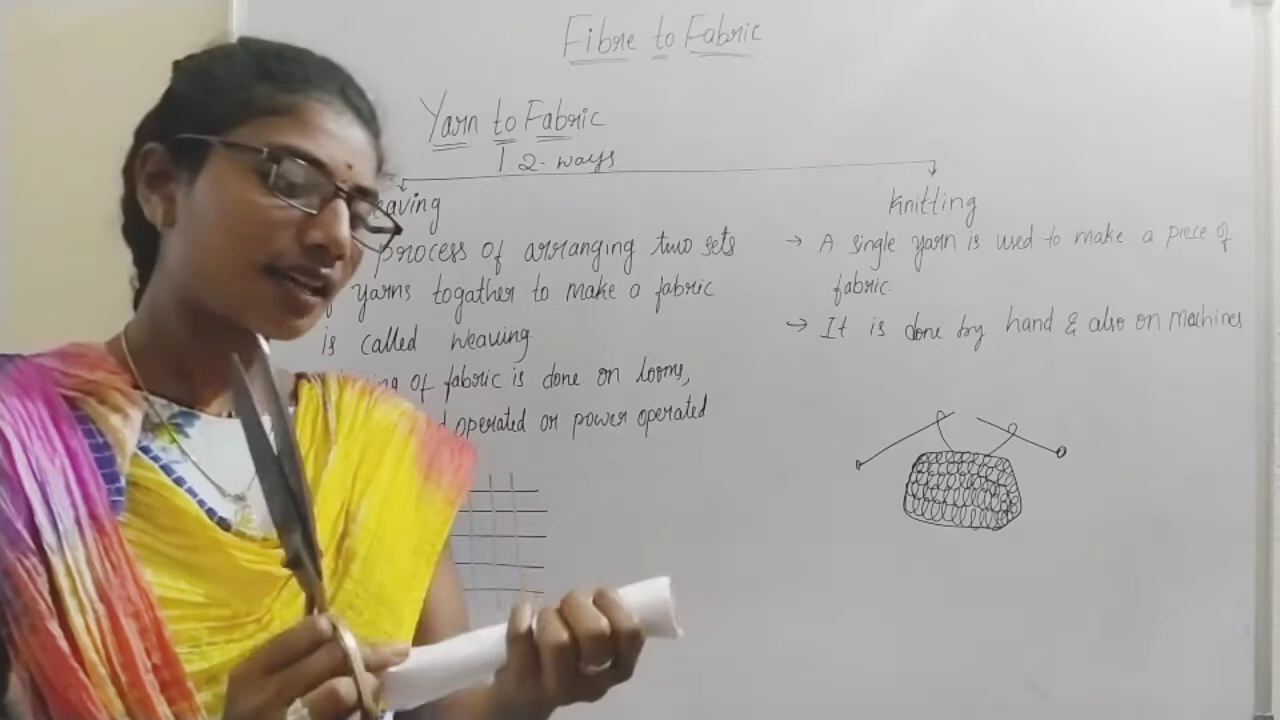 Fibre to Fabric
Yarn to Fabric
2-ways
eaving
process of arranging two sets
yarns togather to make a fabric
is called weaving
of fabric is done on looms,
operated or power operated
Knitting
→ A single yarn is used to make a piece of
fabric.
→ It is done by hand & also on machines